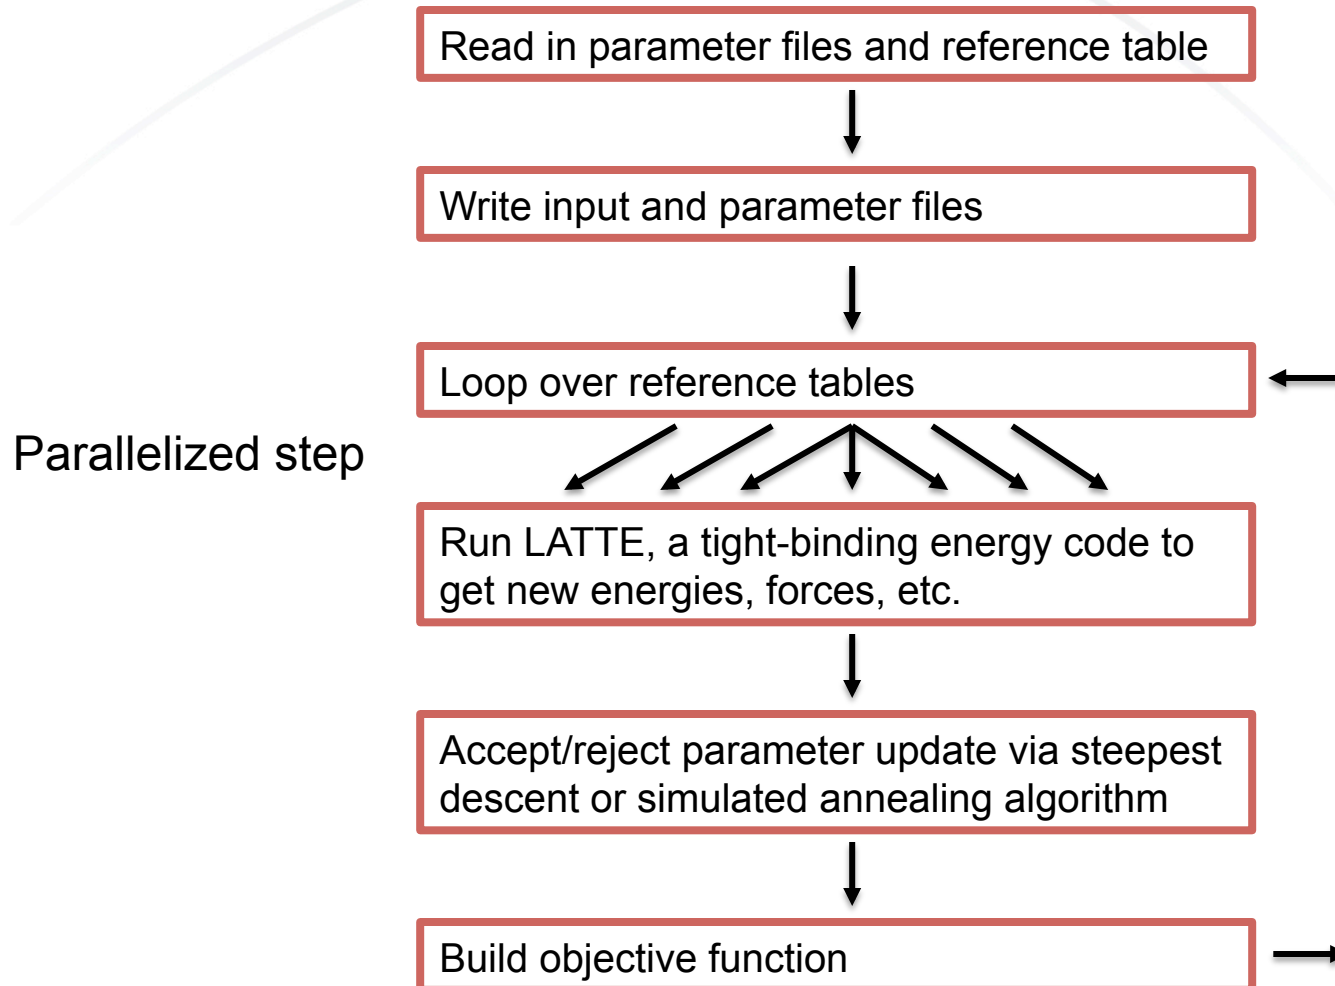 Read in parameter files and reference table
Write input and parameter files
Loop over reference tables
Parallelized step
Run LATTE, a tight-binding energy code to
get new energies, forces, etc.
Accept/reject parameter update via steepest
descent or simulated annealing algorithm
Build objective function